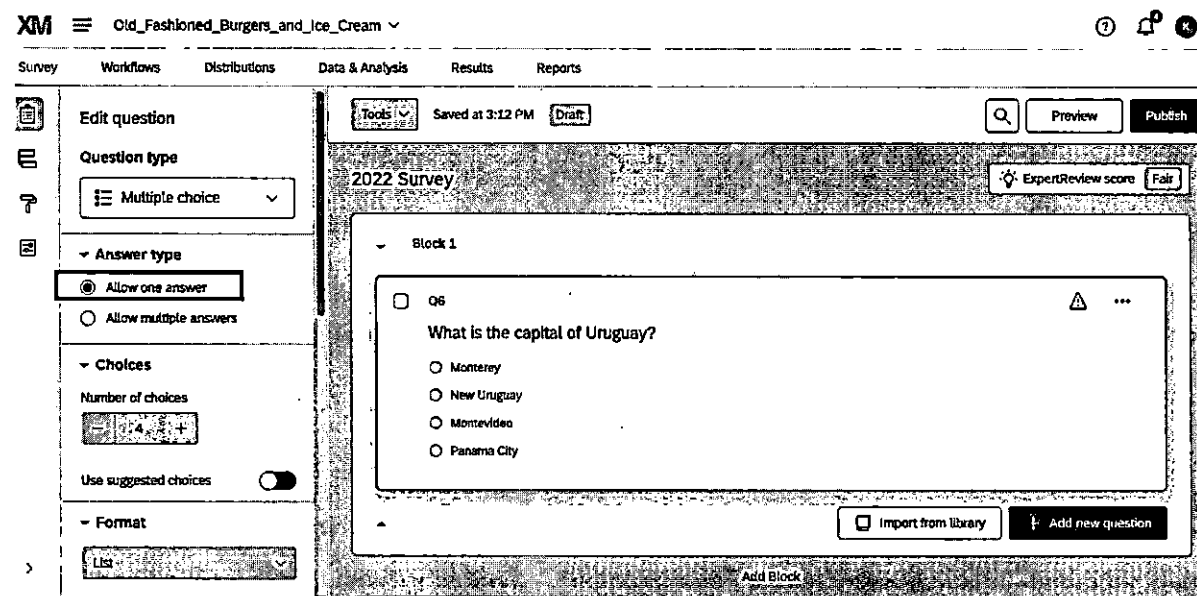 XM Old_Fashioned_Burgers_and_Ice_Cream
Survey Workflows Distributions Data & Analysis Results Reports
Edit question
Question type
Multiple choice
Answer type
Allow one answer
Allow multiple answers
Choices
Number of choices
4
Use suggested choices
Format
List
Tools Saved at 3:12 PM Draft Preview Publish
2022 Survey ExpertReview score Fair
Block 1
Q6
What is the capital of Uruguay?
Monterey
New Uruguay
Montevideo
Panama City
Import from library Add new question
Add Block